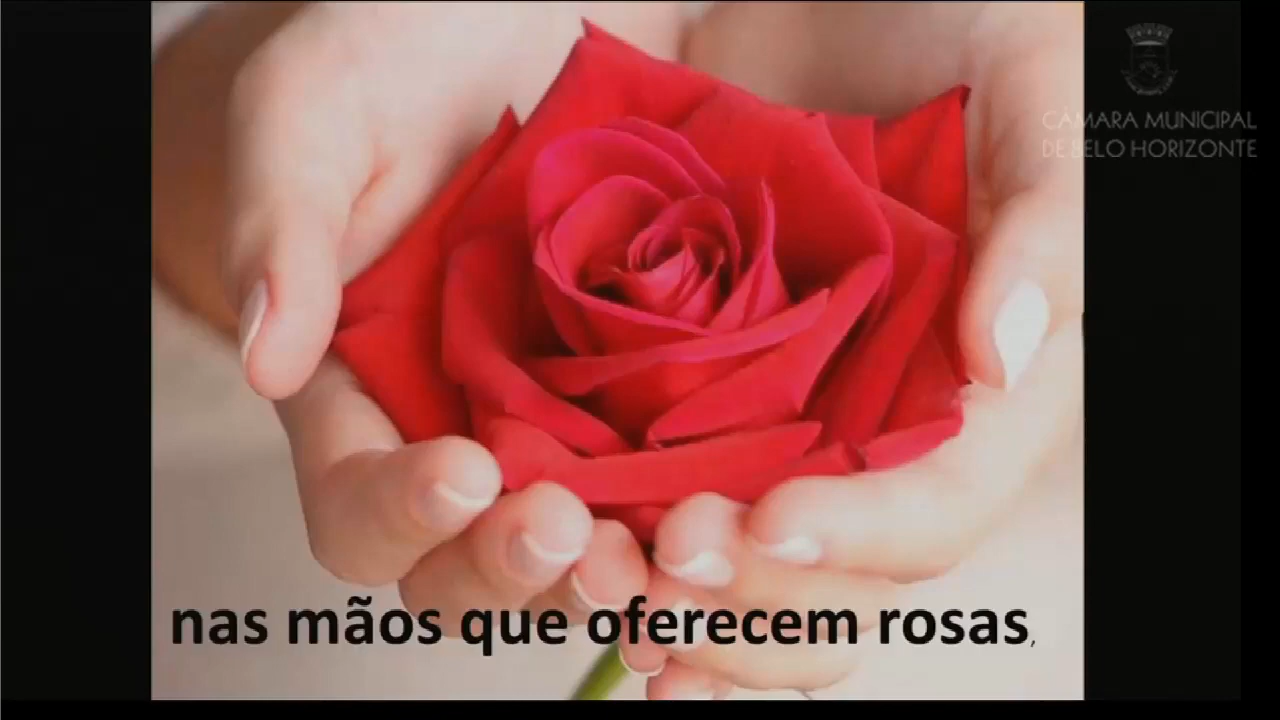 CÂMARA MUNICIPAL
DE BELO HORIZONTE
nas mãos que oferecem rosas,